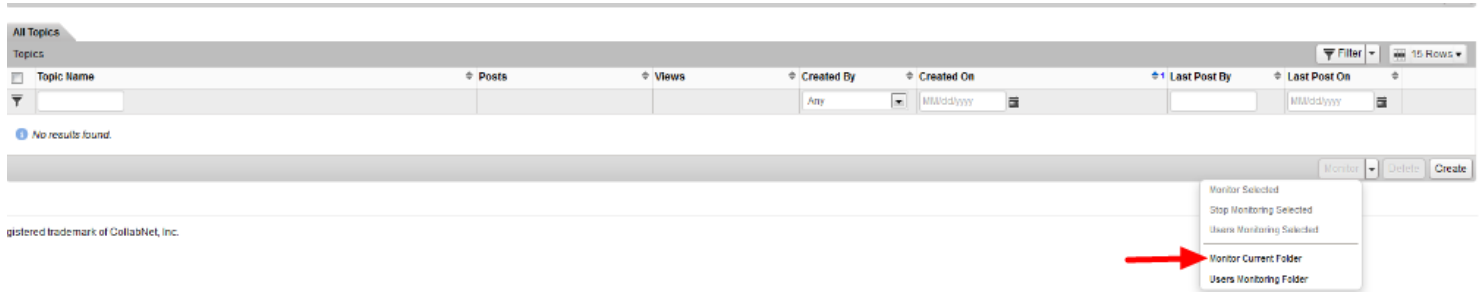 All Topics
Topics Filter 15 Rows
Topic Name Posts Views Created By Created On 1 Last Post By Last Post On
Any MM/dd/yyyy MM/dd/yyyy
No results found.
Monitor Delete Create
Monitor Selected
Stop Monitoring Selected
Users Monitoring Selected
gistered trademark of CollabNet, Inc.
Monitor Current Folder
Users Monitoring Folder